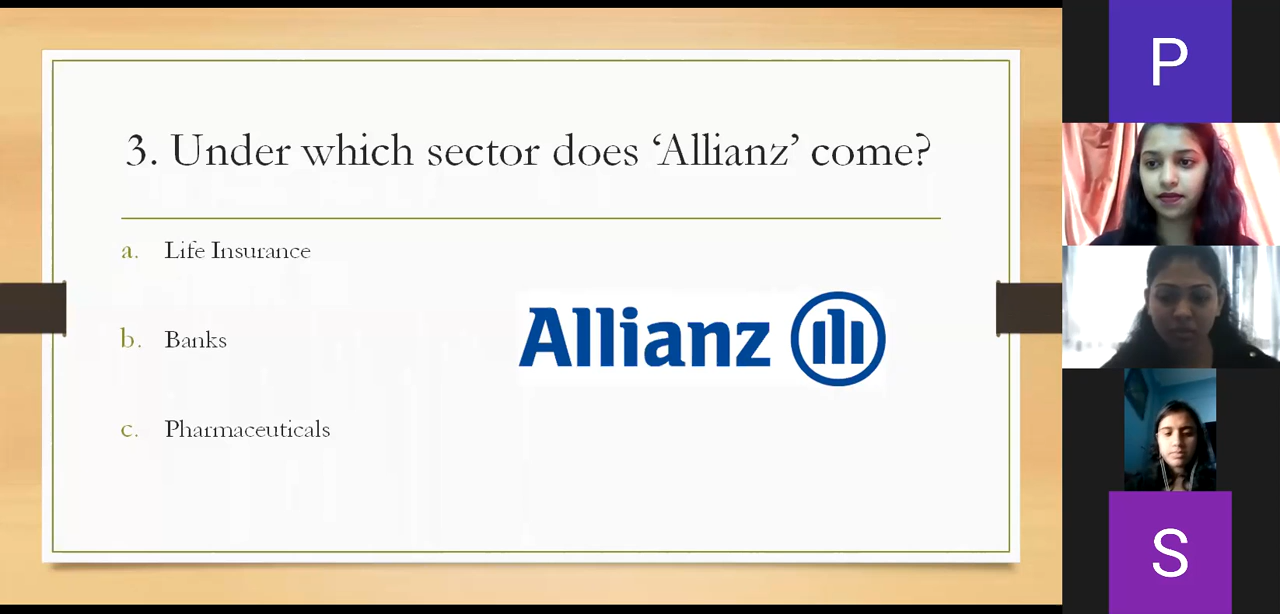 3. Under which sector does ‘Allianz’ come?
a. Life Insurance
b. Banks
c. Pharmaceuticals
Allianz
P
S